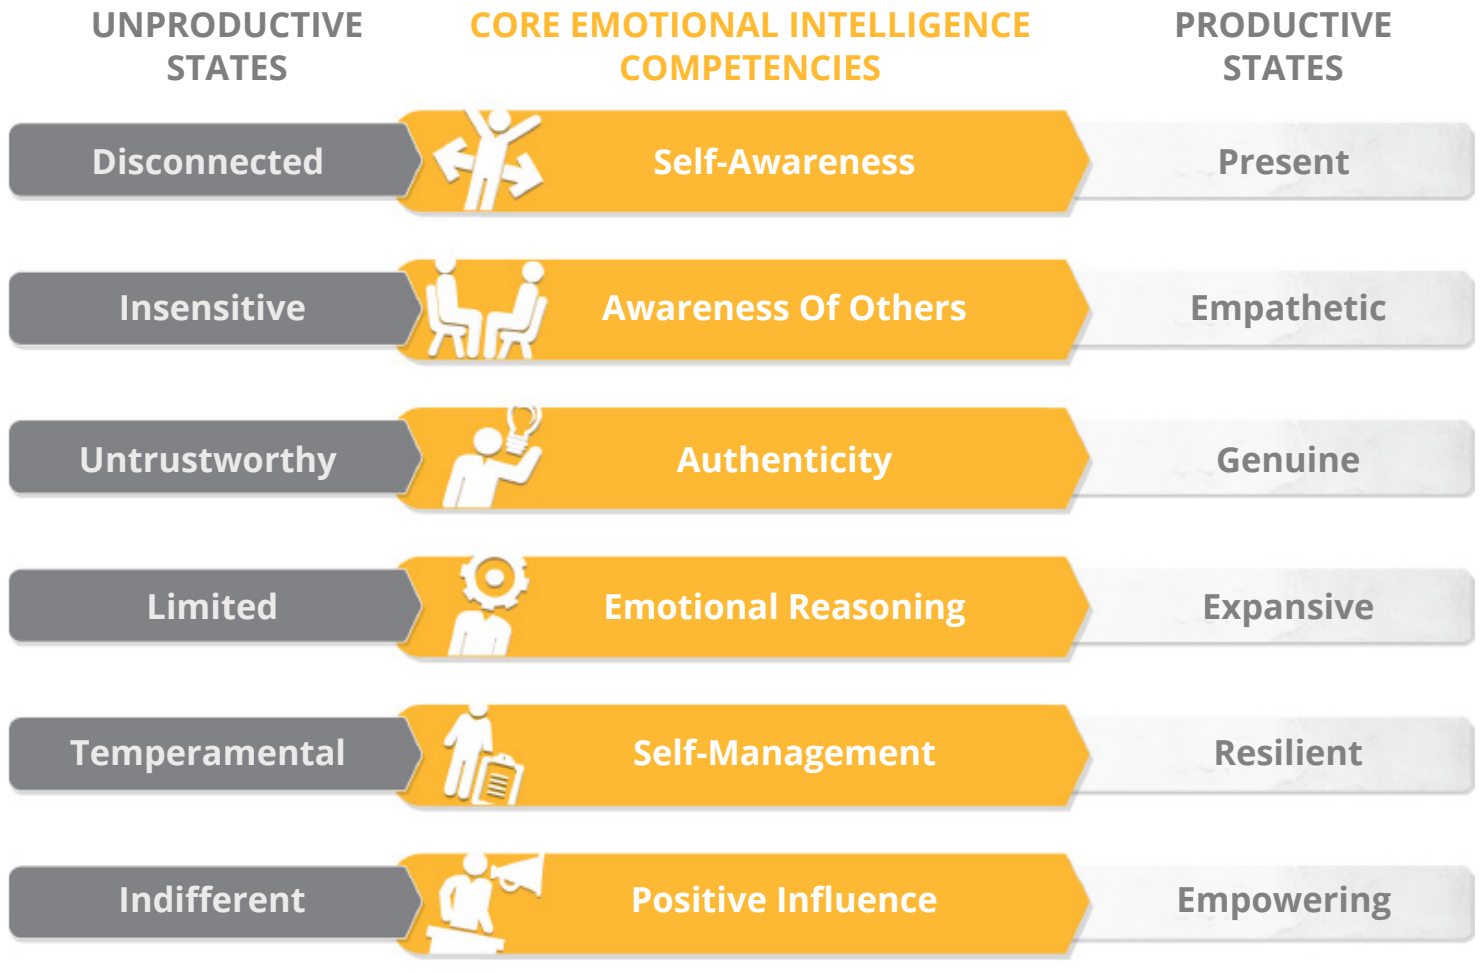 UNPRODUCTIVE
STATES
CORE EMOTIONAL INTELLIGENCE
COMPETENCIES
PRODUCTIVE
STATES
Disconnected
Self-Awareness
Present
Insensitive
Awareness Of Others
Empathetic
Untrustworthy
Authenticity
Genuine
Limited
Emotional Reasoning
Expansive
Temperamental
Self-Management
Resilient
Indifferent
Positive Influence
Empowering